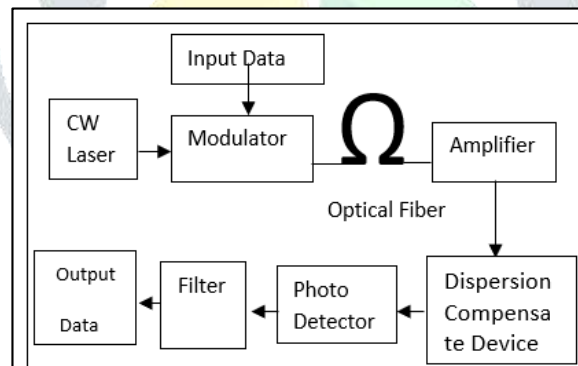 Input Data
CW
Laser
Modulator
Ω
Amplifier
Optical Fiber
Output
Data
Filter
Photo
Detector
Dispersion
Compensa
te Device